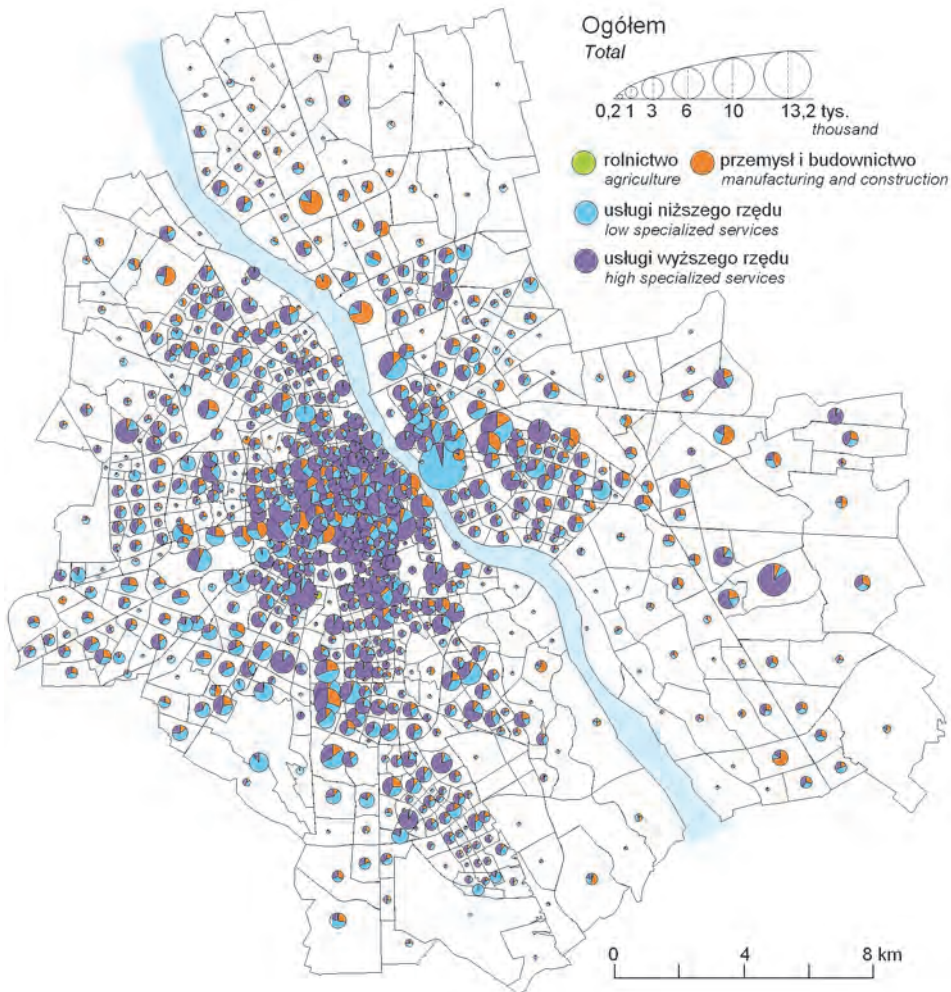 Ogółem
Total
0,2 1 3 6 10 13,2 tys.
thousand
rolnictwo przemysł i budownictwo
agriculture manufacturing and construction
usługi niższego rzędu
low specialized services
usługi wyższego rzędu
high specialized services
0 4 8 km